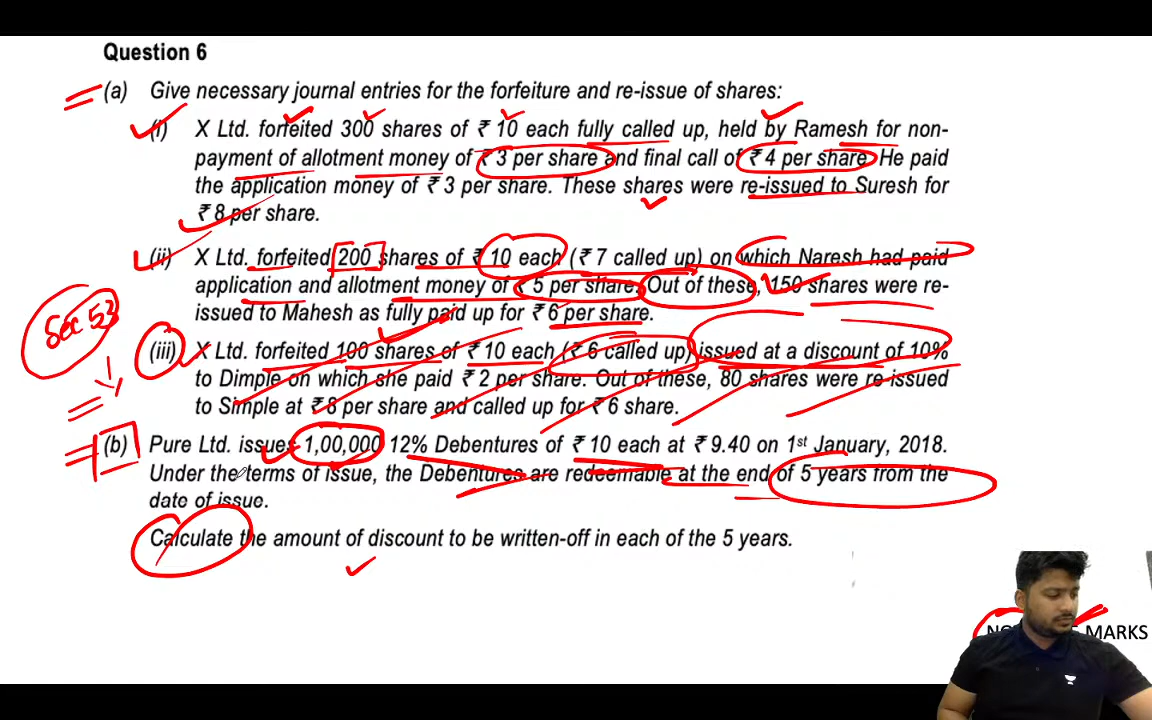 Question 6
(a) Give necessary journal entries for the forfeiture and re-issue of shares:
(i) X Ltd. forfeited 300 shares of ₹ 10 each fully called up, held by Ramesh for non-
payment of allotment money of ₹ 3 per share and final call of ₹ 4 per share. He paid
the application money of ₹ 3 per share. These shares were re-issued to Suresh for
₹ 8 per share.
(ii) X Ltd. forfeited 200 shares of ₹ 10 each (₹ 7 called up) on which Naresh had paid
application and allotment money of ₹ 5 per share. Out of these, 150 shares were re-
issued to Mahesh as fully paid up for ₹ 6 per share.
Sec 53
(iii) X Ltd. forfeited 100 shares of ₹ 10 each (₹ 6 called up) issued at a discount of 10%
to Dimple on which she paid ₹ 2 per share. Out of these, 80 shares were re-issued
to Simple at ₹ 8 per share and called up for ₹ 6 share.
(b) Pure Ltd. issues 1,00,000 12% Debentures of ₹ 10 each at ₹ 9.40 on 1st January, 2018.
Under the terms of issue, the Debentures are redeemable at the end of 5 years from the
date of issue.
Calculate the amount of discount to be written-off in each of the 5 years.
MARKS